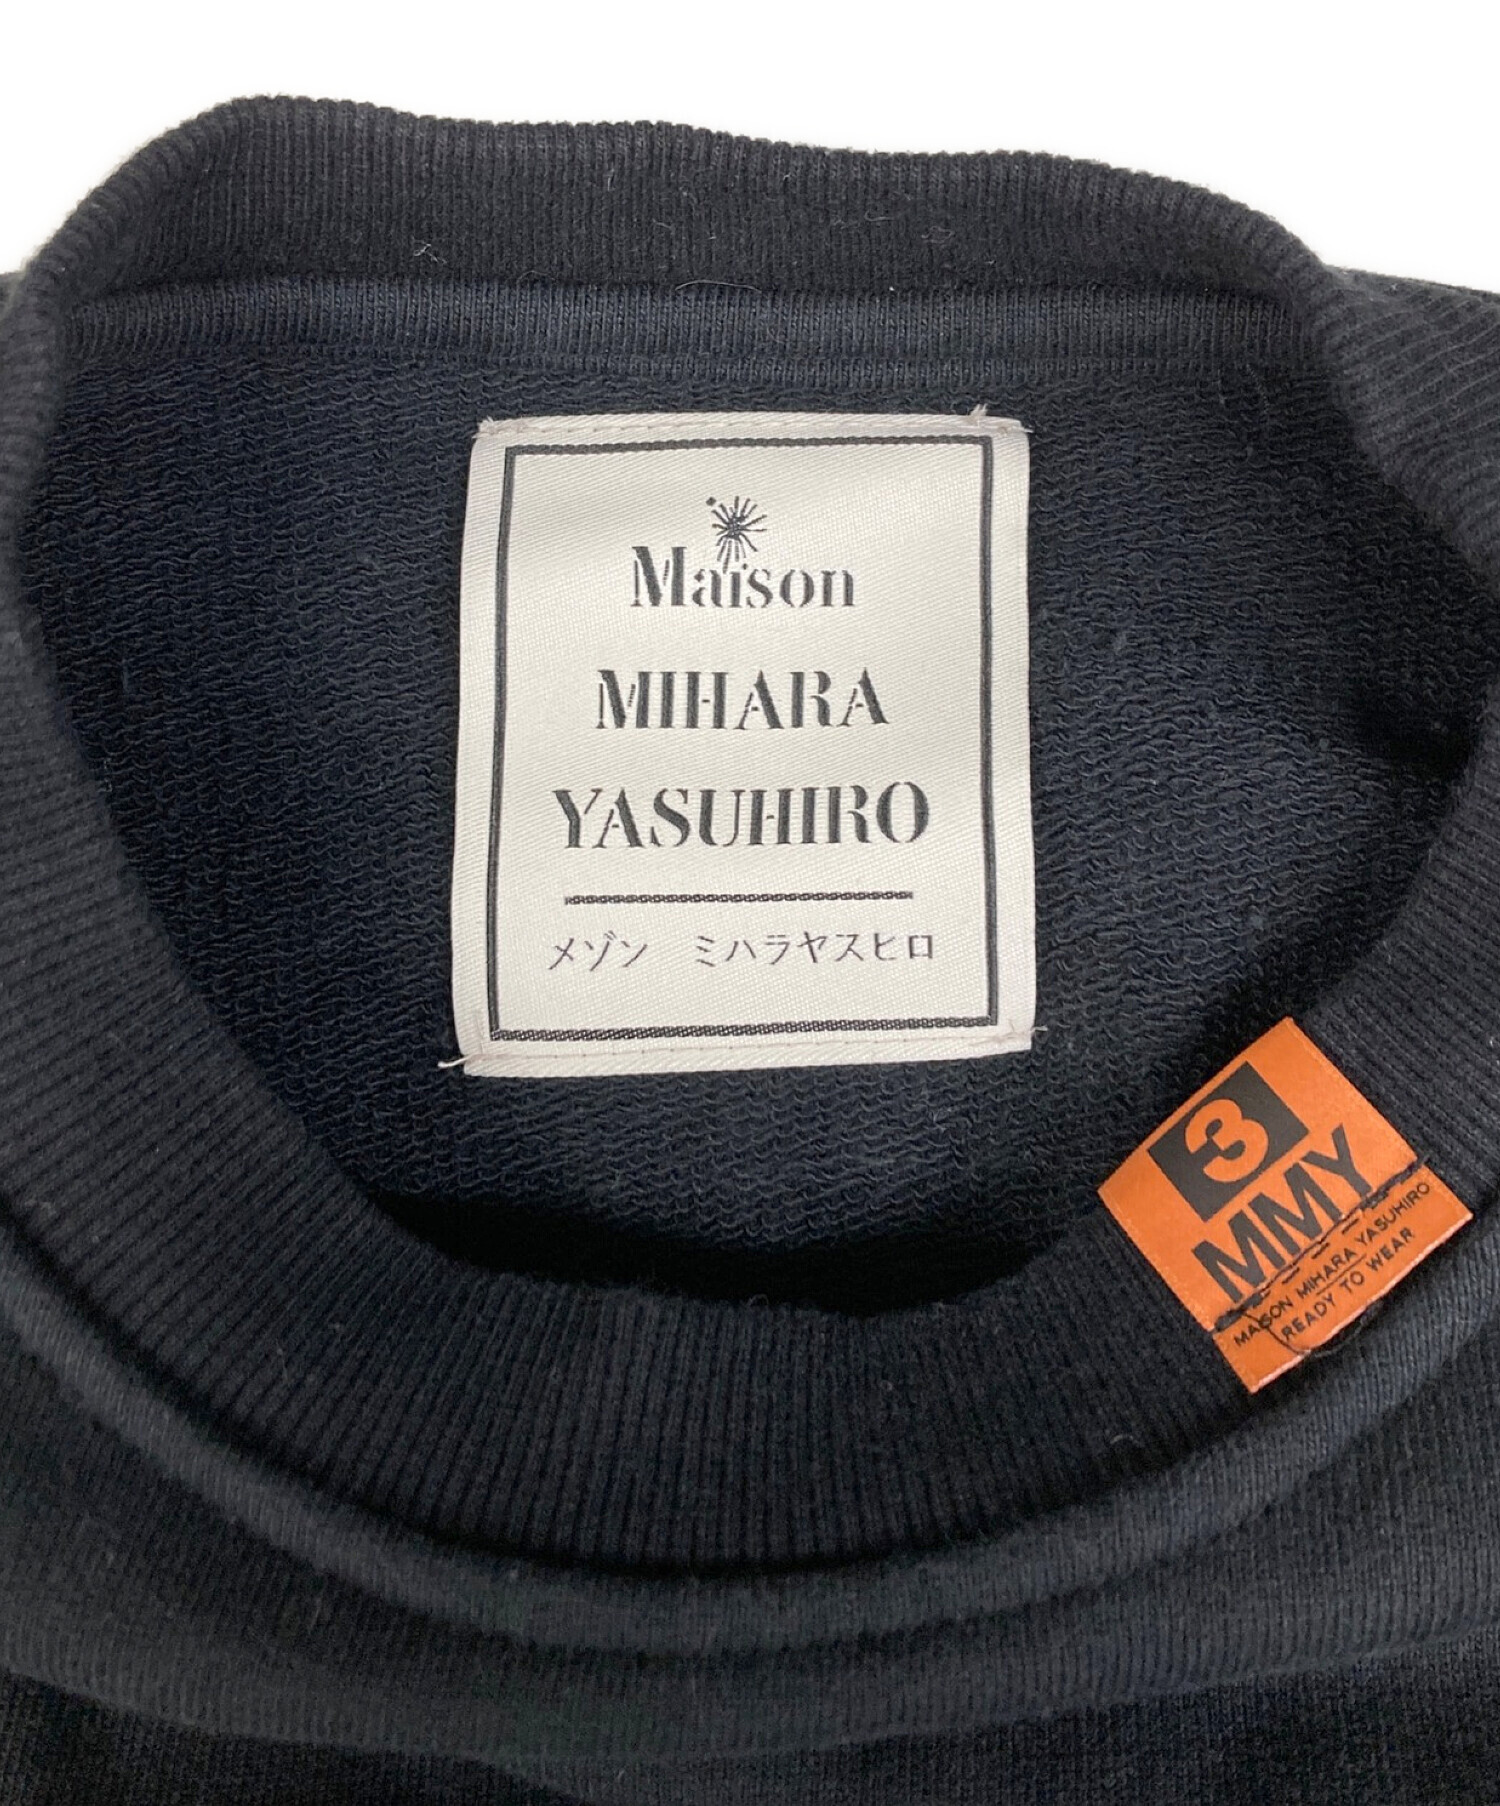 Maison
MIHARA
YASUHIRO
メゾン　ミハラヤスヒロ
3
MMY
MAISON MIHARA YASUHIRO
READY TO WEAR